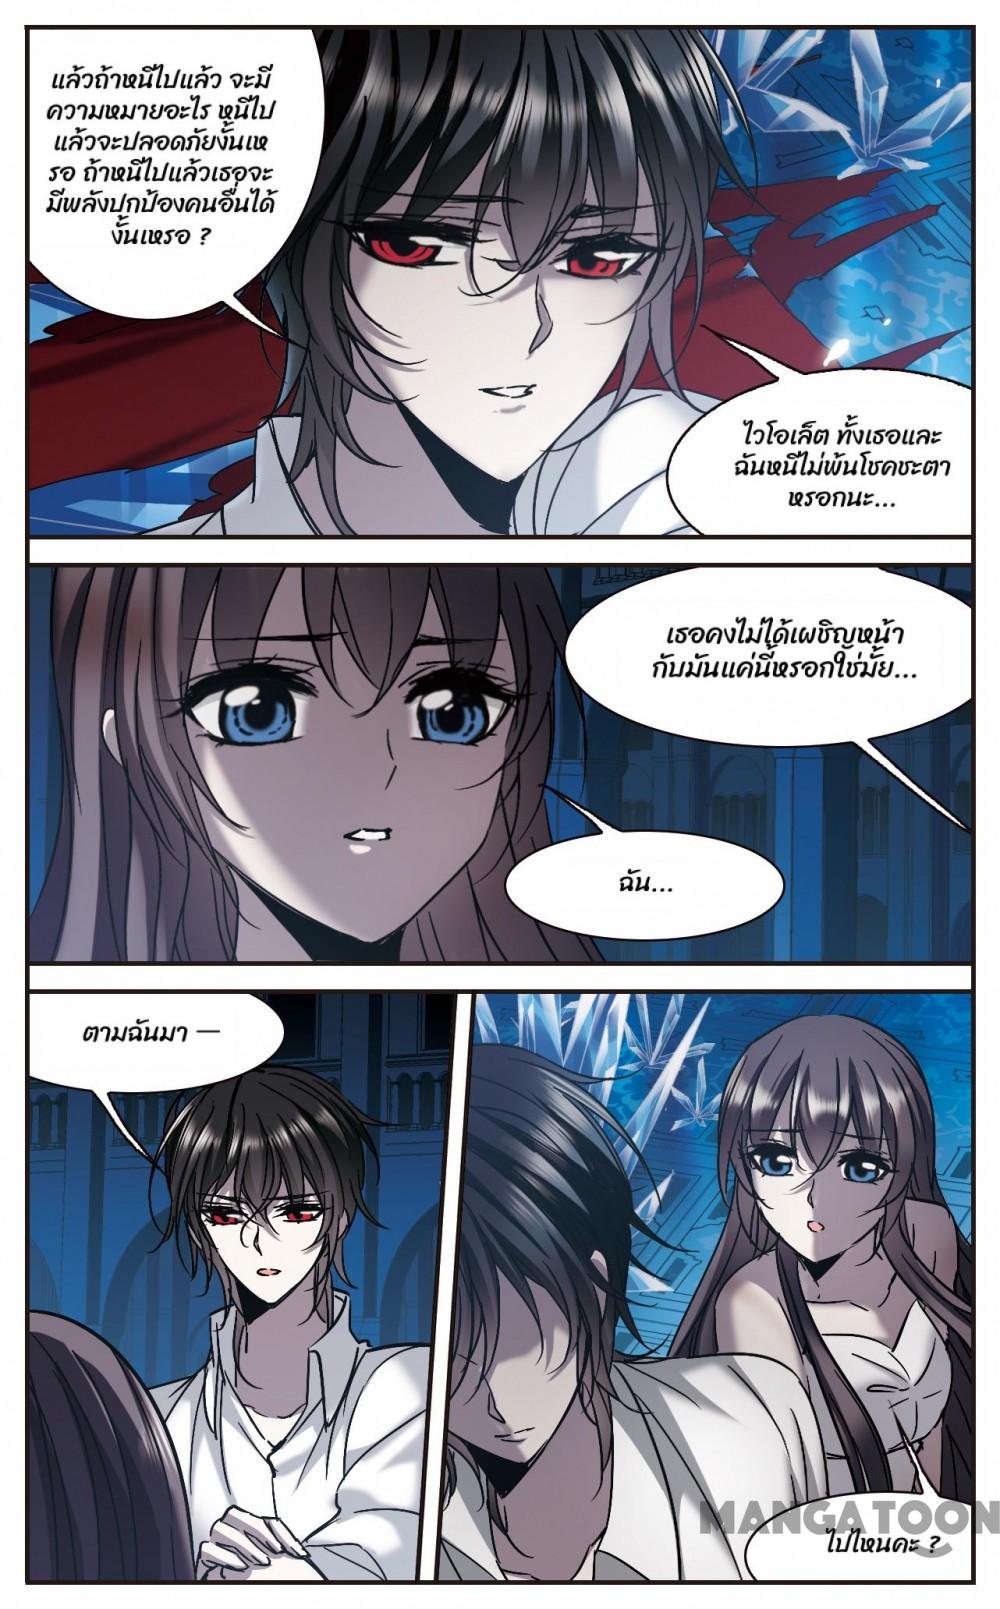 แล้วถ้าหนีไปแล้ว จะมี
ความหมายอะไร หนีไป
แล้วจะปลอดภัยงั้นเห
รอ ถ้าหนีไปแล้วเธอจะ
มีพลังปกป้องคนอื่นได้
งั้นเหรอ ?
ไวโอเล็ต ทั้งเธอและ
ฉันหนีไม่พ้นโชคชะตา
หรอกนะ...
เธอคงไม่ได้เผชิญหน้า
กับมันแค่นี้หรอกใช่มั้ย...
ฉัน...
ตามฉันมา —
ไปไหนคะ ?
MANGATOON